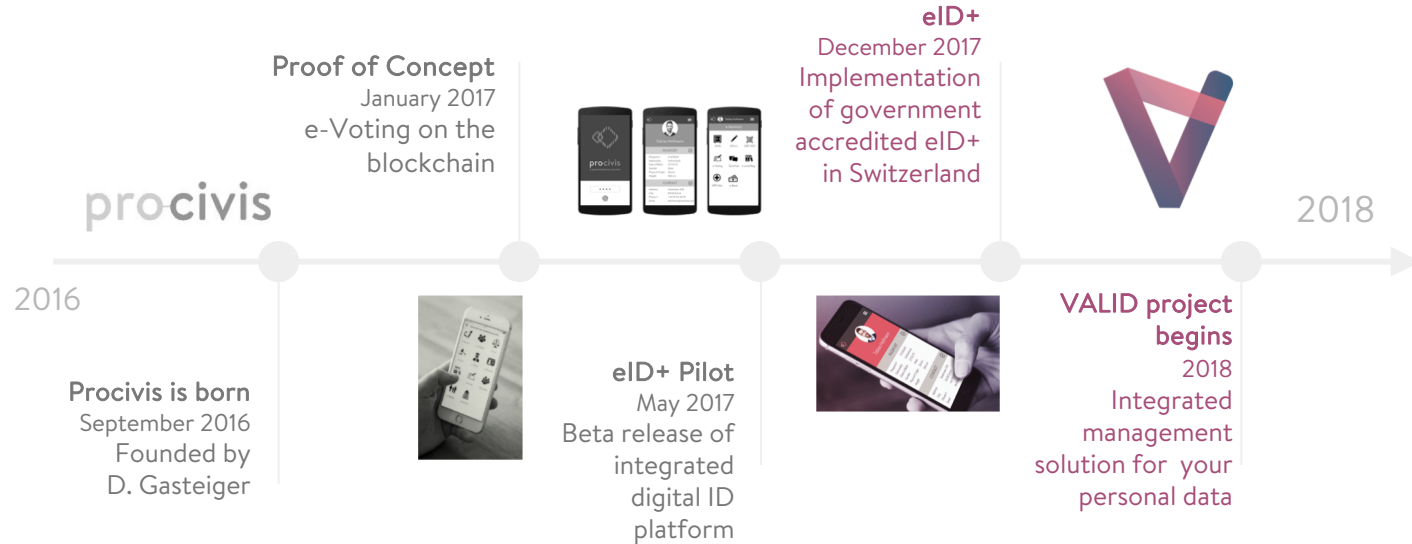 eID+
December 2017
Implementation
of government
accredited eID+
in Switzerland
Proof of Concept
January 2017
e-Voting on the
blockchain
procivis
procivis
2018
2016
Procivis is born
September 2016
Founded by
D. Gasteiger
eID+ Pilot
May 2017
Beta release of
integrated
digital ID
platform
VALID project
begins
2018
Integrated
management
solution for your
personal data